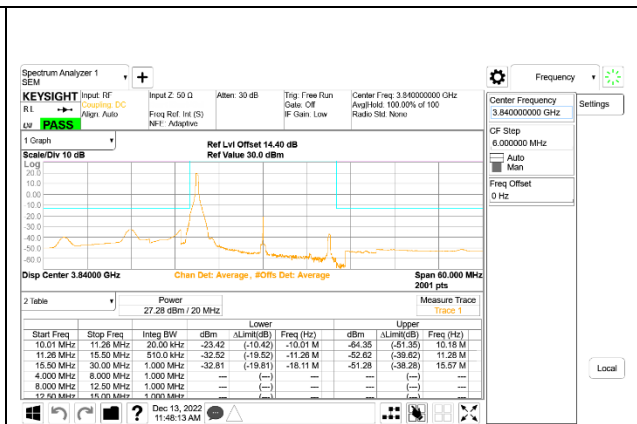 Spectrum Analyzer 1
SEM
Frequency
KEYSIGHT Input: RF Input Z: 50 Ω Atten: 30 dB Trig: Free Run Center Freq: 3.840000000 GHz
RL Coupling: DC Gate: Off Avg|Hold: 100.00% of 100
Align: Auto Freq Ref: Int (S) IF Gain: Low Radio Std: None
PASS NFE: Adaptive
Center Frequency
3.840000000 GHz
Settings
CF Step
6.000000 MHz
Auto
Man
Freq Offset
0 Hz
1 Graph
Ref Lvl Offset 14.40 dB
Scale/Div 10 dB Ref Value 30.0 dBm
Log
20.0
10.0
0.00
-10.0
-20.0
-30.0
-40.0
-50.0
-60.0
Disp Center 3.84000 GHz Chan Det: Average , #Offs Det: Average Span 60.000 MHz
2001 pts
2 Table Power Measure Trace
27.28 dBm / 20 MHz Trace 1
Lower Upper
Start Freq Stop Freq Integ BW dBm ΔLimit(dB) Freq (Hz) dBm ΔLimit(dB) Freq (Hz)
10.01 MHz 11.26 MHz 20.00 kHz -23.42 (-10.42) -10.01 M -64.35 (-51.35) 10.18 M
11.26 MHz 15.50 MHz 510.0 kHz -32.52 (-19.52) -11.26 M -52.62 (-39.62) 11.28 M
15.50 MHz 30.00 MHz 1.000 MHz -32.81 (-19.81) -18.11 M -51.28 (-38.28) 15.57 M
4.000 MHz 8.000 MHz 1.000 MHz --- (---) --- --- (---) ---
8.000 MHz 12.50 MHz 1.000 MHz --- (---) --- --- (---) ---
12.50 MHz 15.00 MHz 1.000 MHz --- (---) --- --- (---) ---
Local
? Dec 13, 2022
11:48:13 AM